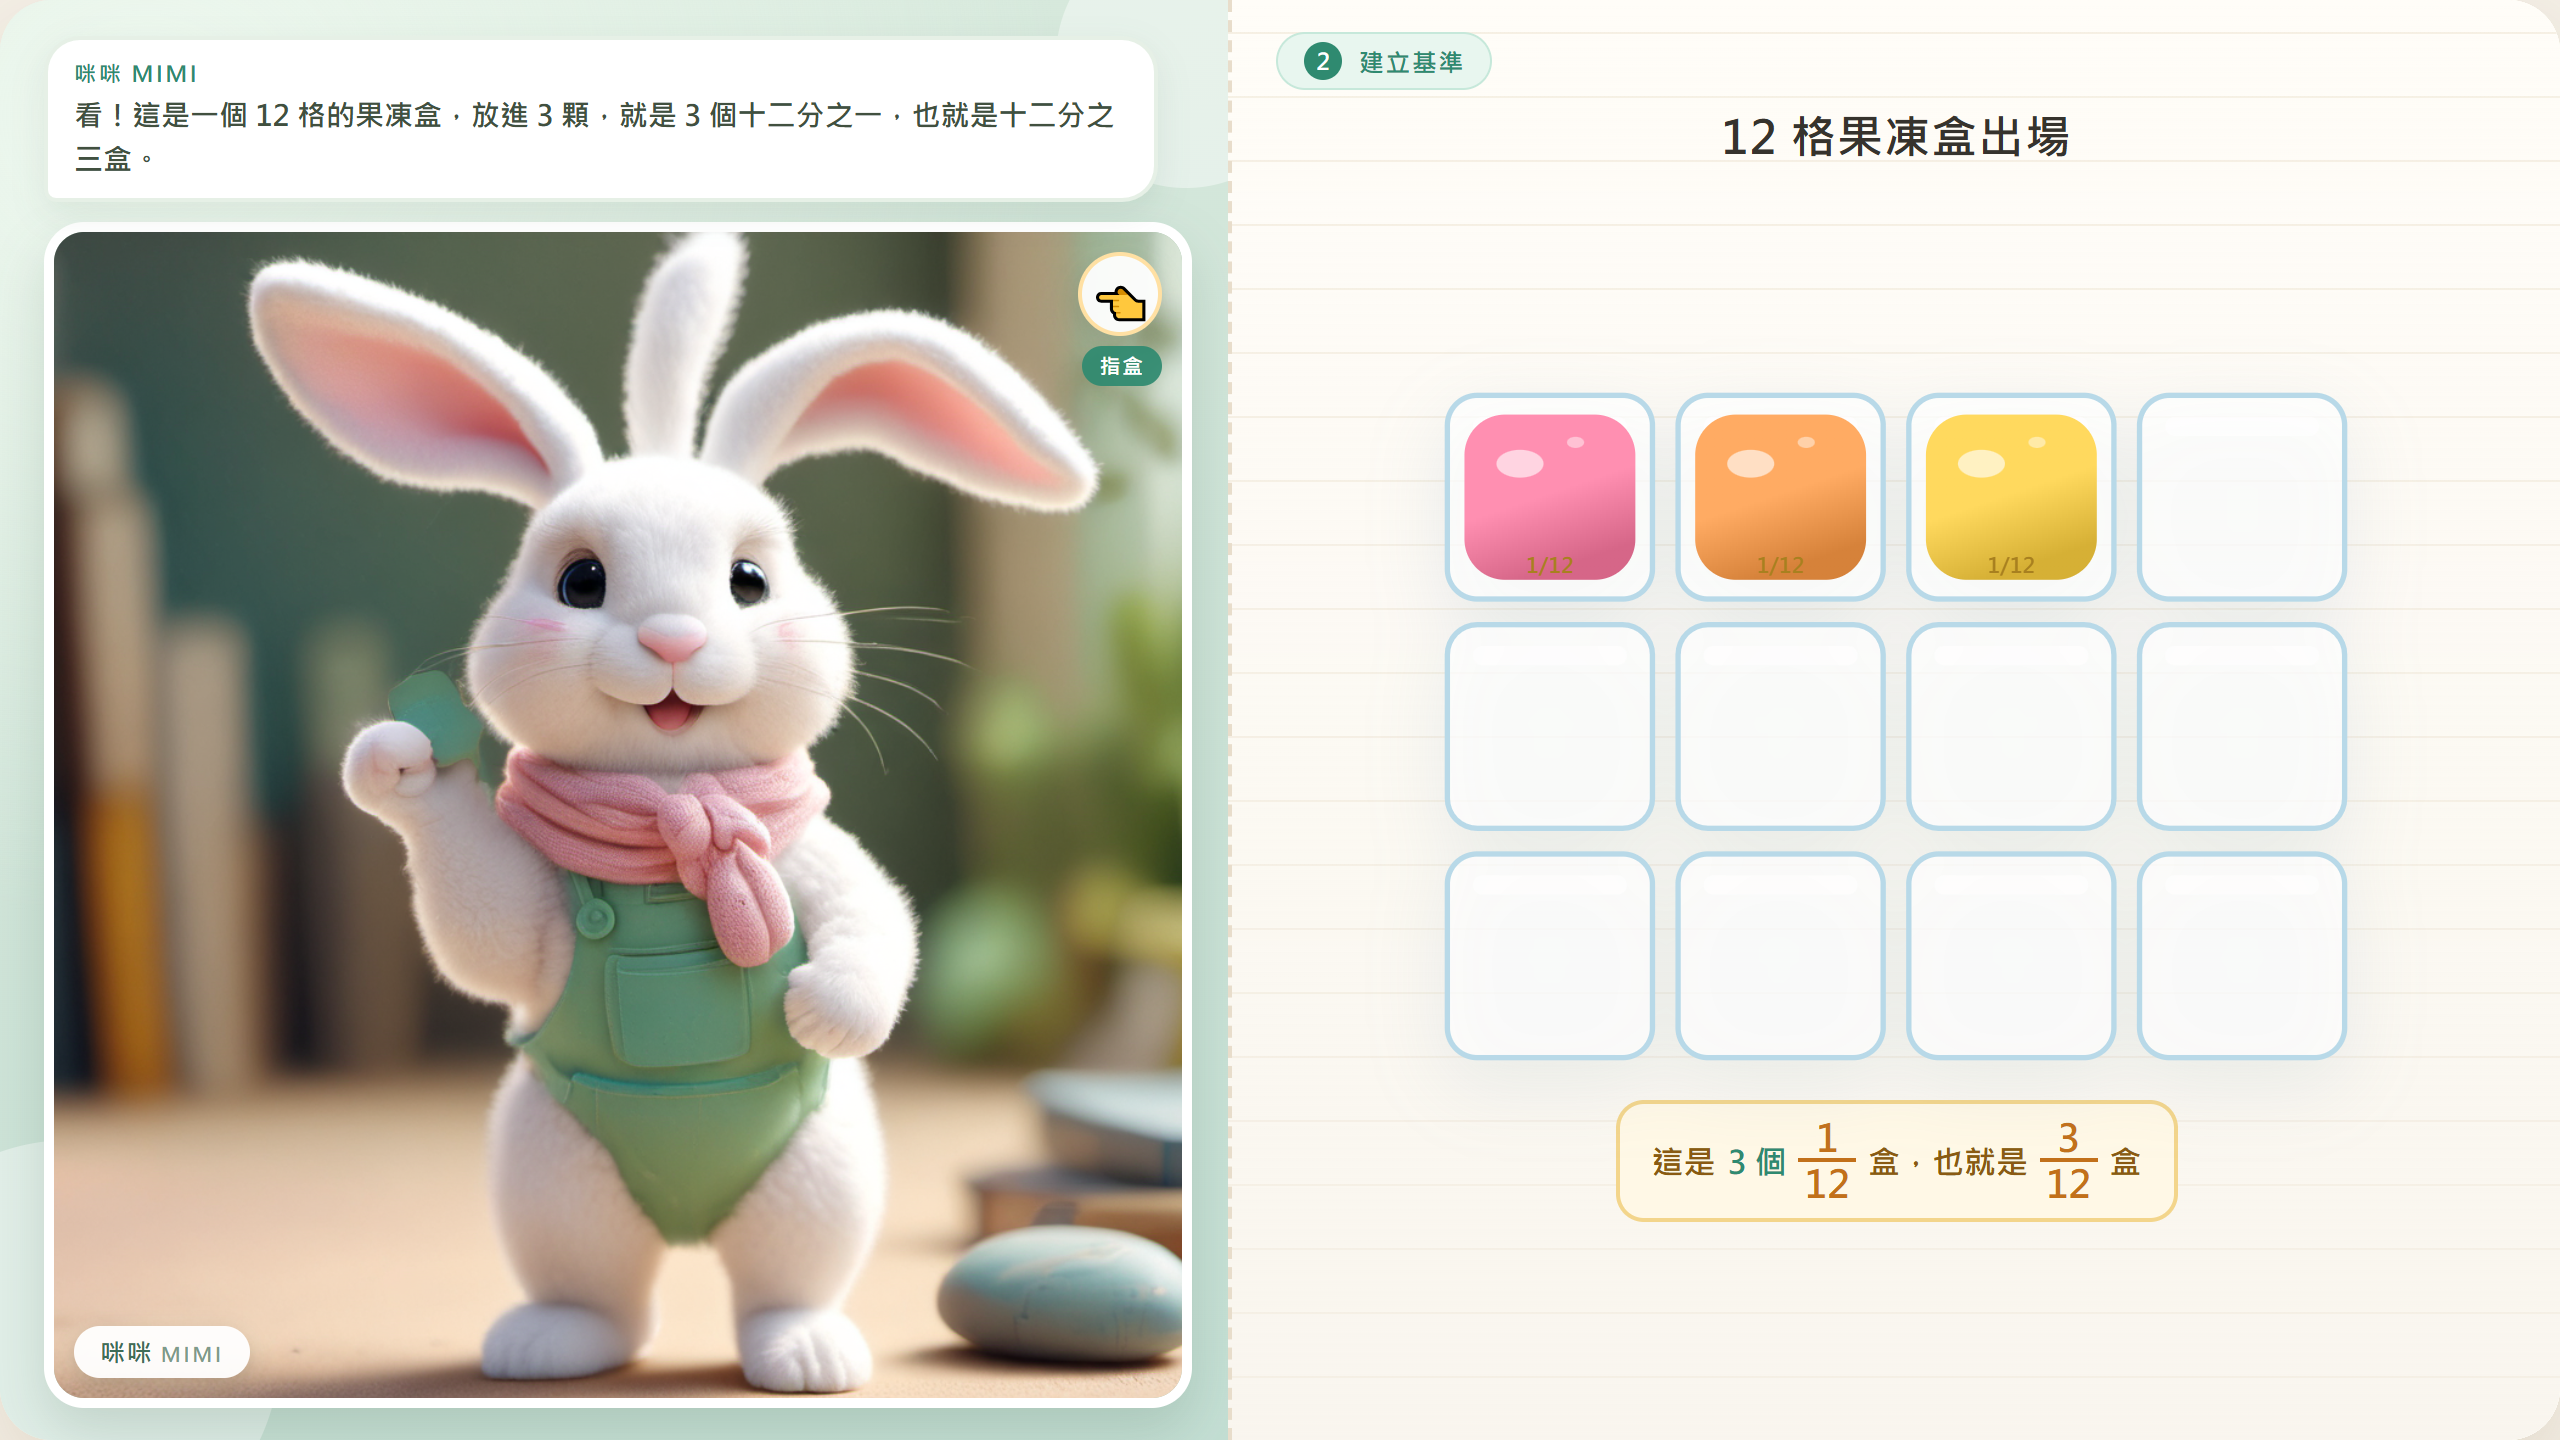 咪咪 MIMI
看！這是一個 12 格的果凍盒，放進 3 顆，就是 3 個十二分之一，也就是十二分之
三盒。
指盒
咪咪 MIMI
2 建立基準
12 格果凍盒出場
1/12 1/12 1/12
這是 3 個 1/12 盒，也就是 3/12 盒